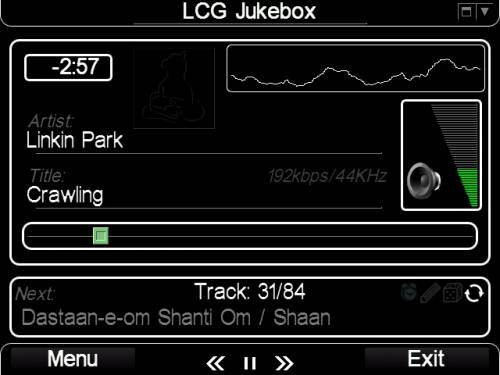 LCG Jukebox
-2:57
Artist:
Linkin Park
Title:
192kbps/44KHz
Crawling
Next:
Track: 31/84
Dastaan-e-om Shanti Om / Shaan
Menu
Exit